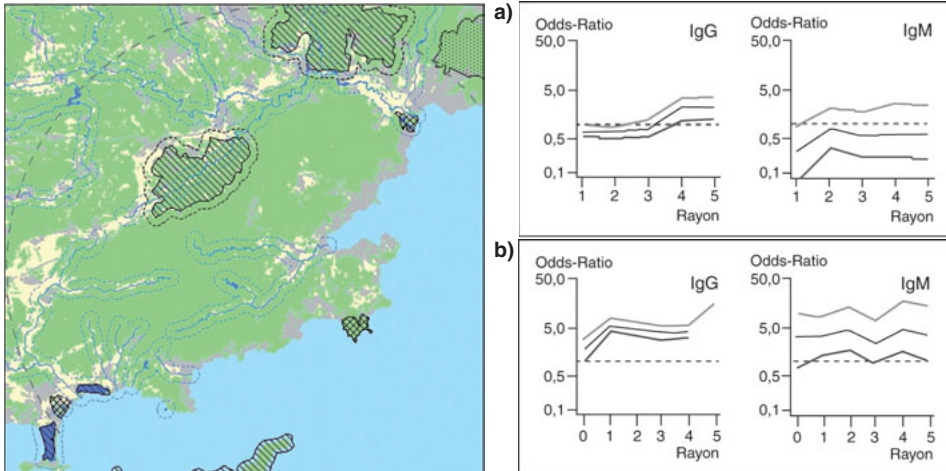 a)
Odds-Ratio IgG
50,0
5,0
0,5
0,1
1 2 3 4 5
Rayon
Odds-Ratio IgM
50,0
5,0
0,5
0,1
1 2 3 4 5
Rayon
b)
Odds-Ratio IgG
50,0
5,0
0,5
0,1
0 1 2 3 4 5
Rayon
Odds-Ratio IgM
50,0
5,0
0,5
0,1
0 1 2 3 4 5
Rayon